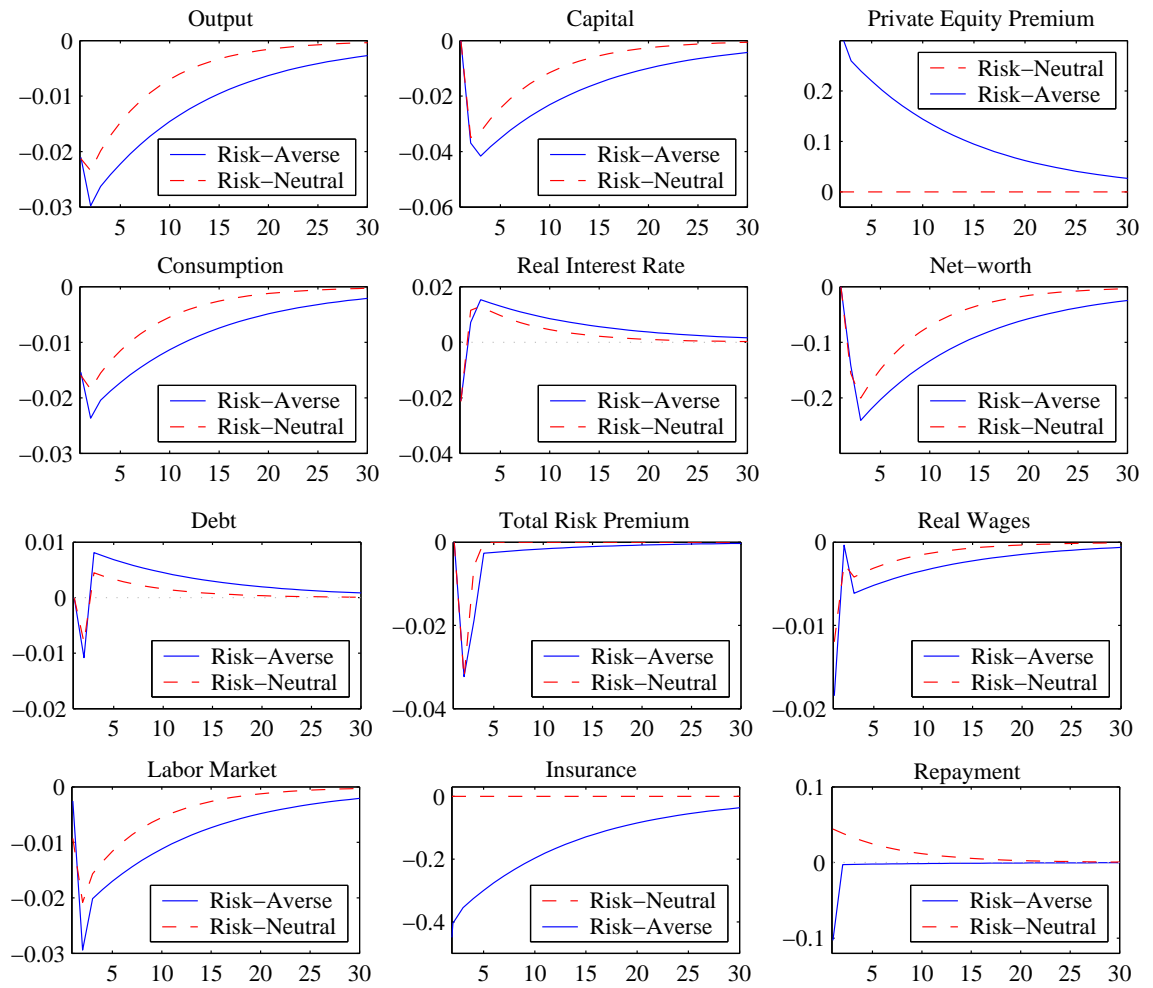 Output
0
−0.01
−0.02
−0.03
Risk−Averse
Risk−Neutral
5 10 15 20 25 30
Capital
0
−0.02
−0.04
−0.06
Risk−Averse
Risk−Neutral
5 10 15 20 25 30
Private Equity Premium
0.2
0.1
0
Risk−Neutral
Risk−Averse
5 10 15 20 25 30
Consumption
0
−0.01
−0.02
−0.03
Risk−Averse
Risk−Neutral
5 10 15 20 25 30
Real Interest Rate
0.02
0
−0.02
−0.04
Risk−Averse
Risk−Neutral
5 10 15 20 25 30
Net−worth
0
−0.1
−0.2
Risk−Averse
Risk−Neutral
5 10 15 20 25 30
Debt
0.01
0
−0.01
−0.02
Risk−Averse
Risk−Neutral
5 10 15 20 25 30
Total Risk Premium
0
−0.02
−0.04
Risk−Averse
Risk−Neutral
5 10 15 20 25 30
Real Wages
0
−0.01
−0.02
Risk−Averse
Risk−Neutral
5 10 15 20 25 30
Labor Market
0
−0.01
−0.02
−0.03
Risk−Averse
Risk−Neutral
5 10 15 20 25 30
Insurance
0
−0.2
−0.4
Risk−Neutral
Risk−Averse
5 10 15 20 25 30
Repayment
0.1
0
−0.1
Risk−Averse
Risk−Neutral
5 10 15 20 25 30